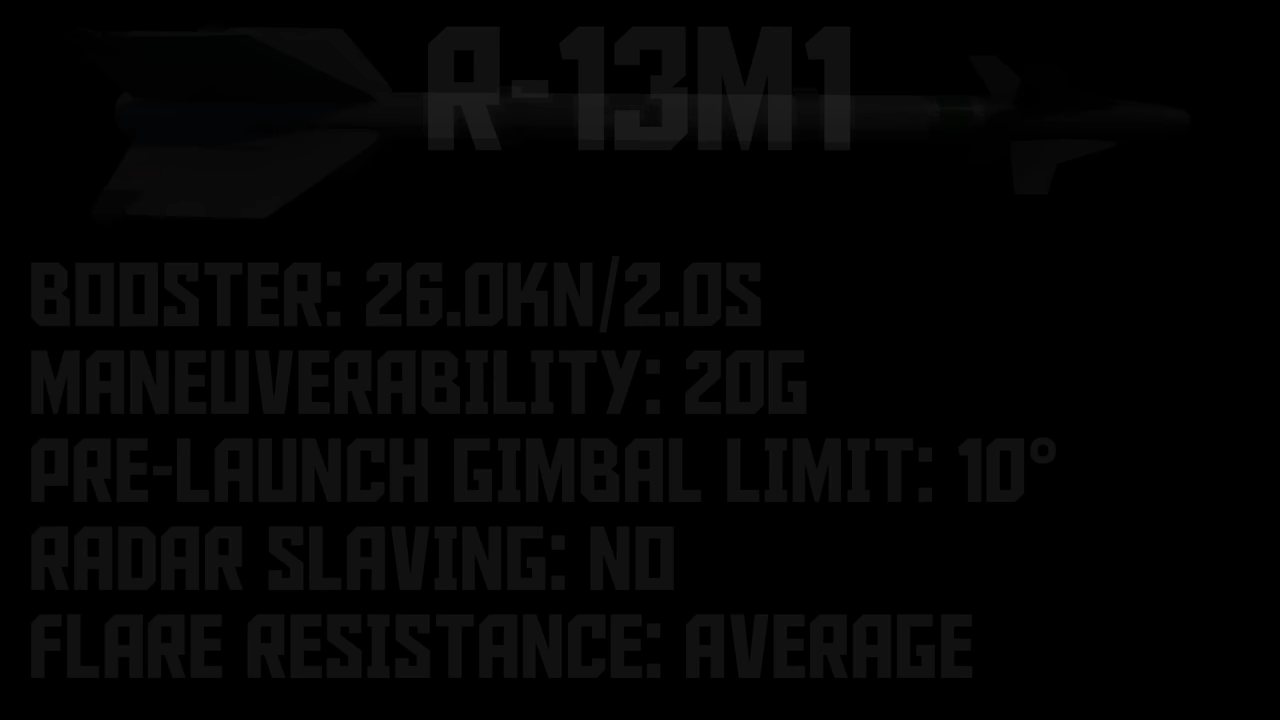 R-13M1
BOOSTER: 26.0KN/2.0S
MANEUVERABILITY: 20G
PRE-LAUNCH GIMBAL LIMIT: 10°
RADAR SLAVING: NO
FLARE RESISTANCE: AVERAGE